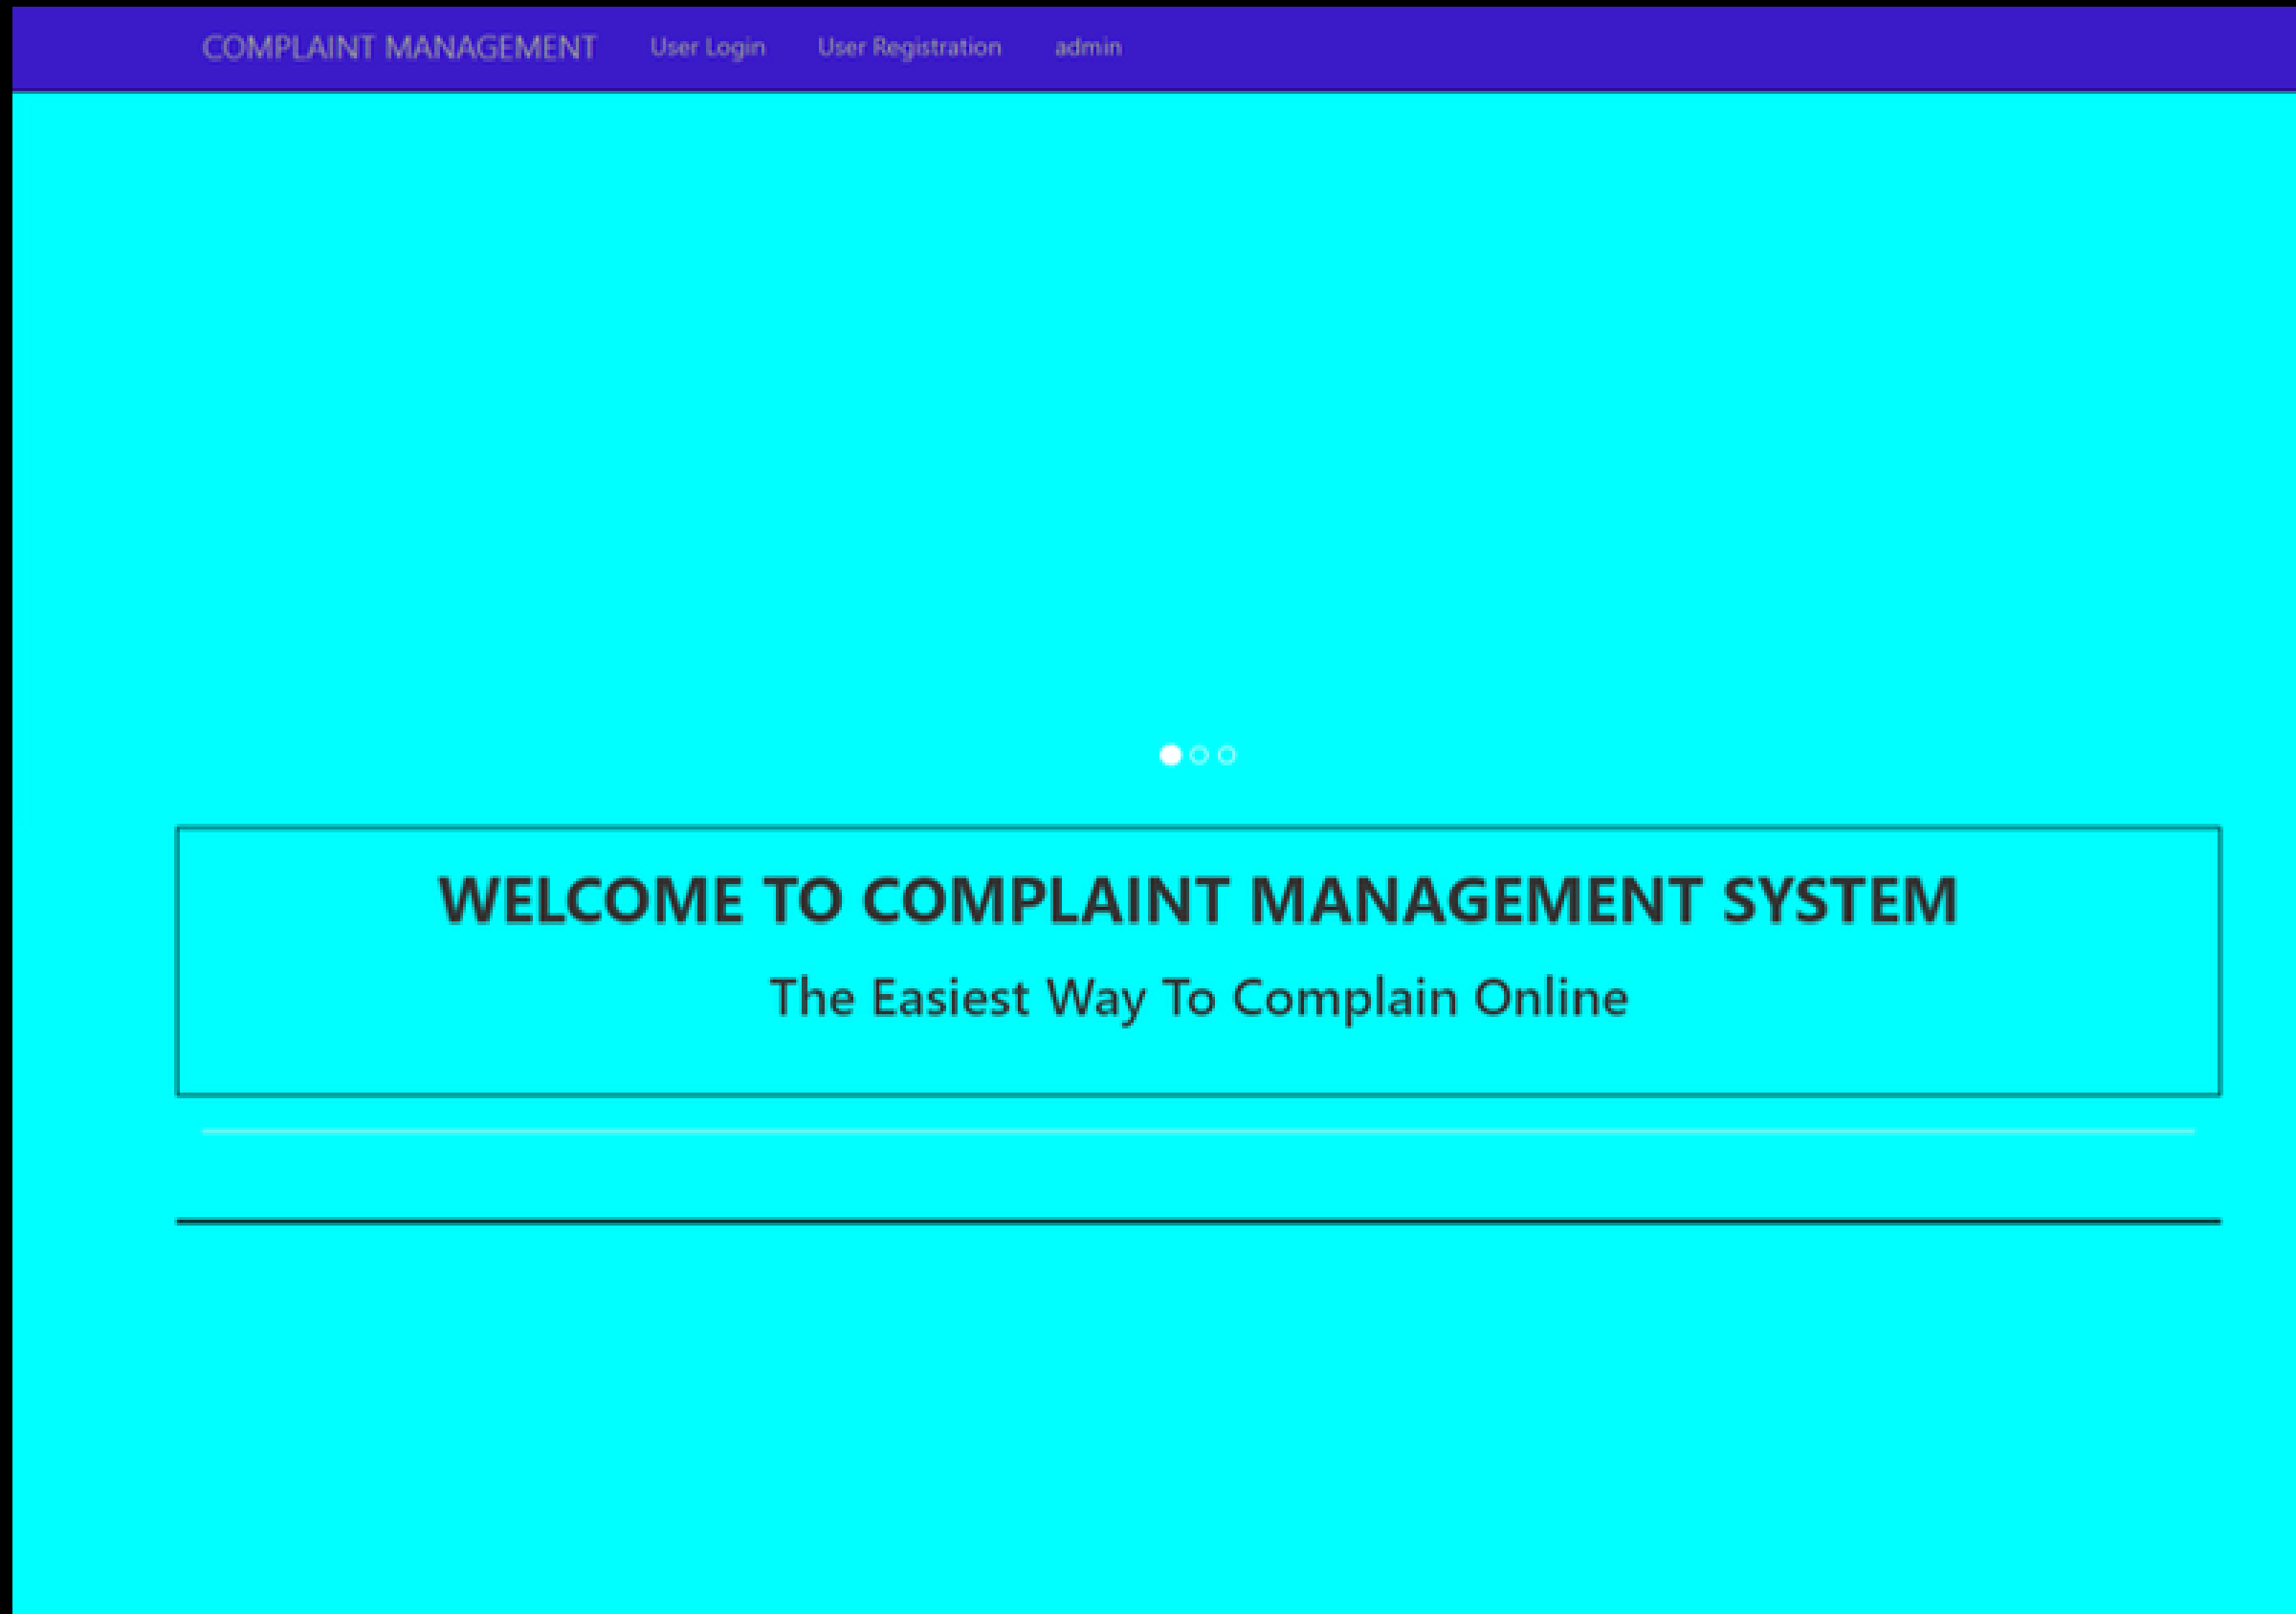 COMPLAINT MANAGEMENT User Login User Registration admin
WELCOME TO COMPLAINT MANAGEMENT SYSTEM
The Easiest Way To Complain Online